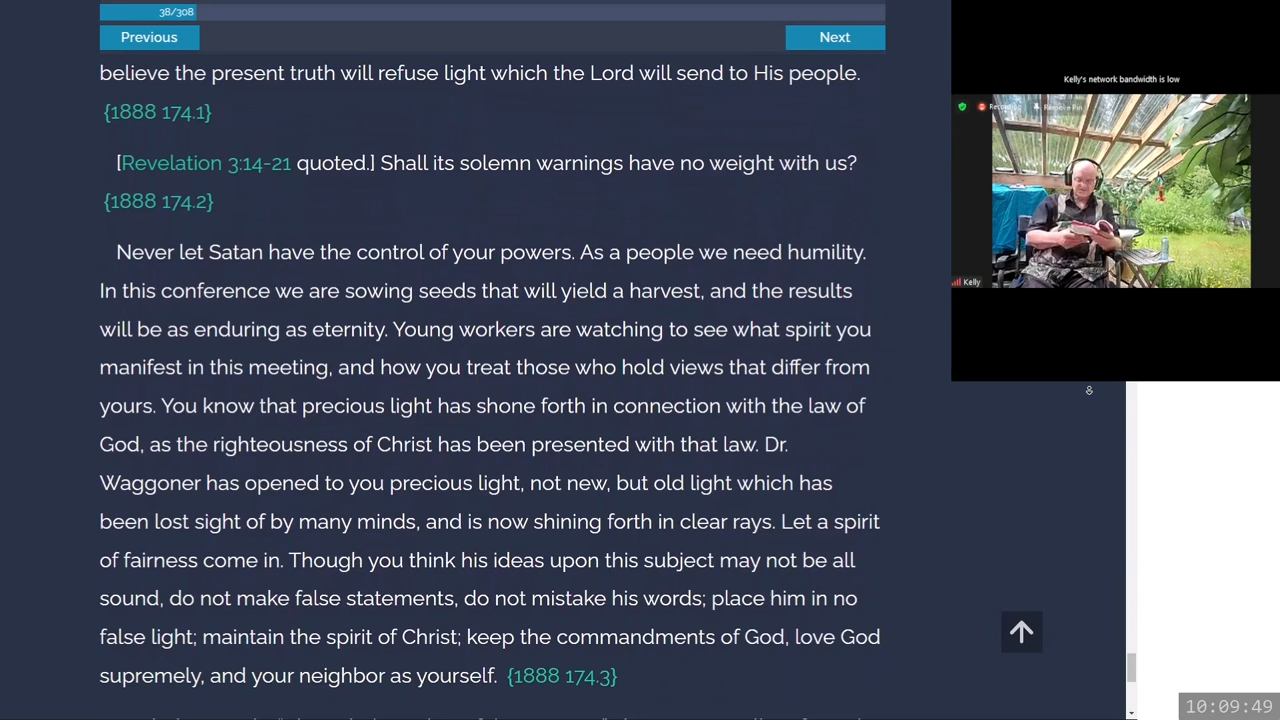 38/308
Previous
Next
believe the present truth will refuse light which the Lord will send to His people.
{1888 174.1}
[Revelation 3:14-21 quoted.] Shall its solemn warnings have no weight with us?
{1888 174.2}
Never let Satan have the control of your powers. As a people we need humility.
In this conference we are sowing seeds that will yield a harvest, and the results
will be as enduring as eternity. Young workers are watching to see what spirit you
manifest in this meeting, and how you treat those who hold views that differ from
yours. You know that precious light has shone forth in connection with the law of
God, as the righteousness of Christ has been presented with that law. Dr.
Waggoner has opened to you precious light, not new, but old light which has
been lost sight of by many minds, and is now shining forth in clear rays. Let a spirit
of fairness come in. Though you think his ideas upon this subject may not be all
sound, do not make false statements, do not mistake his words; place him in no
false light; maintain the spirit of Christ; keep the commandments of God, love God
supremely, and your neighbor as yourself. {1888 174.3}
Kelly's network bandwidth is low
Remove Pin
Kelly
10:09:49